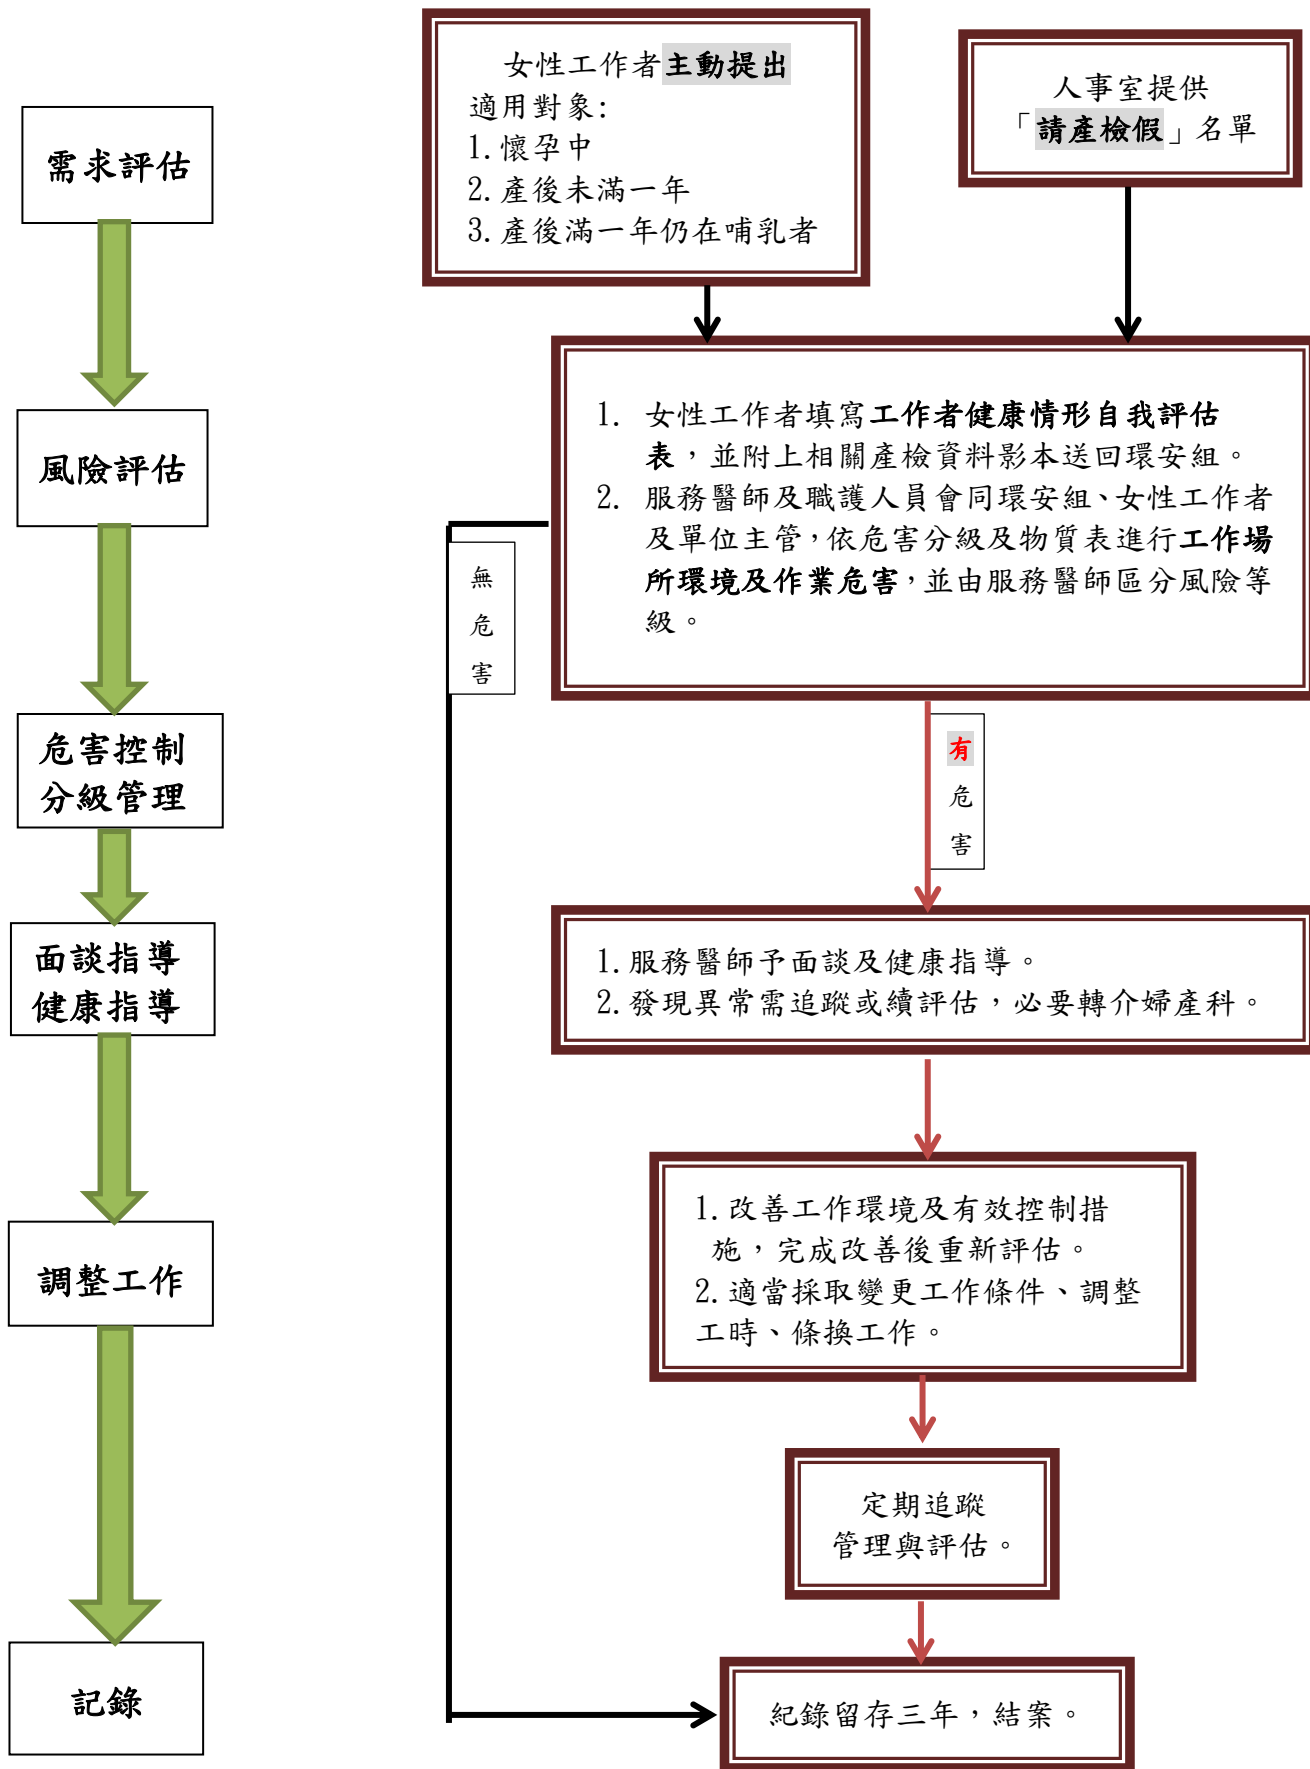 需求評估
風險評估
危害控制
分級管理
面談指導
健康指導
調整工作
記錄
女性工作者主動提出
適用對象:
1.懷孕中
2.產後未滿一年
3.產後滿一年仍在哺乳者
人事室提供
「請產檢假」名單
1. 女性工作者填寫工作者健康情形自我評估
表，並附上相關產檢資料影本送回環安組。
2. 服務醫師及職護人員會同環安組、女性工作者
及單位主管，依危害分級及物質表進行工作場
所環境及作業危害，並由服務醫師區分風險等
級。
無
危
害
有
危
害
1.服務醫師予面談及健康指導。
2.發現異常需追蹤或續評估，必要轉介婦產科。
1.改善工作環境及有效控制措
施，完成改善後重新評估。
2.適當採取變更工作條件、調整
工時、條換工作。
定期追蹤
管理與評估。
紀錄留存三年，結案。